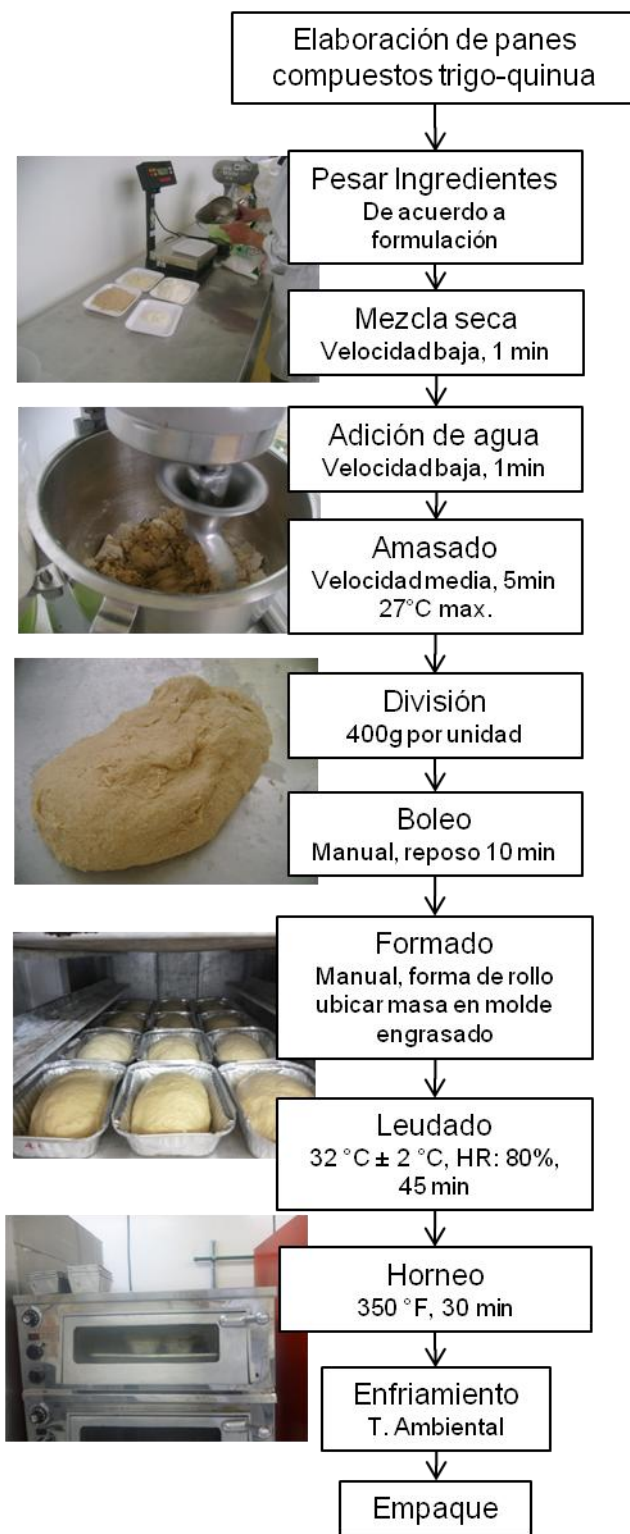 Elaboración de panes
compuestos trigo-quinua
Pesar Ingredientes
De acuerdo a
formulación
Mezcla seca
Velocidad baja, 1 min
Adición de agua
Velocidad baja, 1min
Amasado
Velocidad media, 5min
27°C max.
División
400g por unidad
Boleo
Manual, reposo 10 min
Formado
Manual, forma de rollo
ubicar masa en molde
engrasado
Leudado
32 °C ± 2 °C, HR: 80%,
45 min
Horneo
350 °F, 30 min
Enfriamiento
T. Ambiental
Empaque